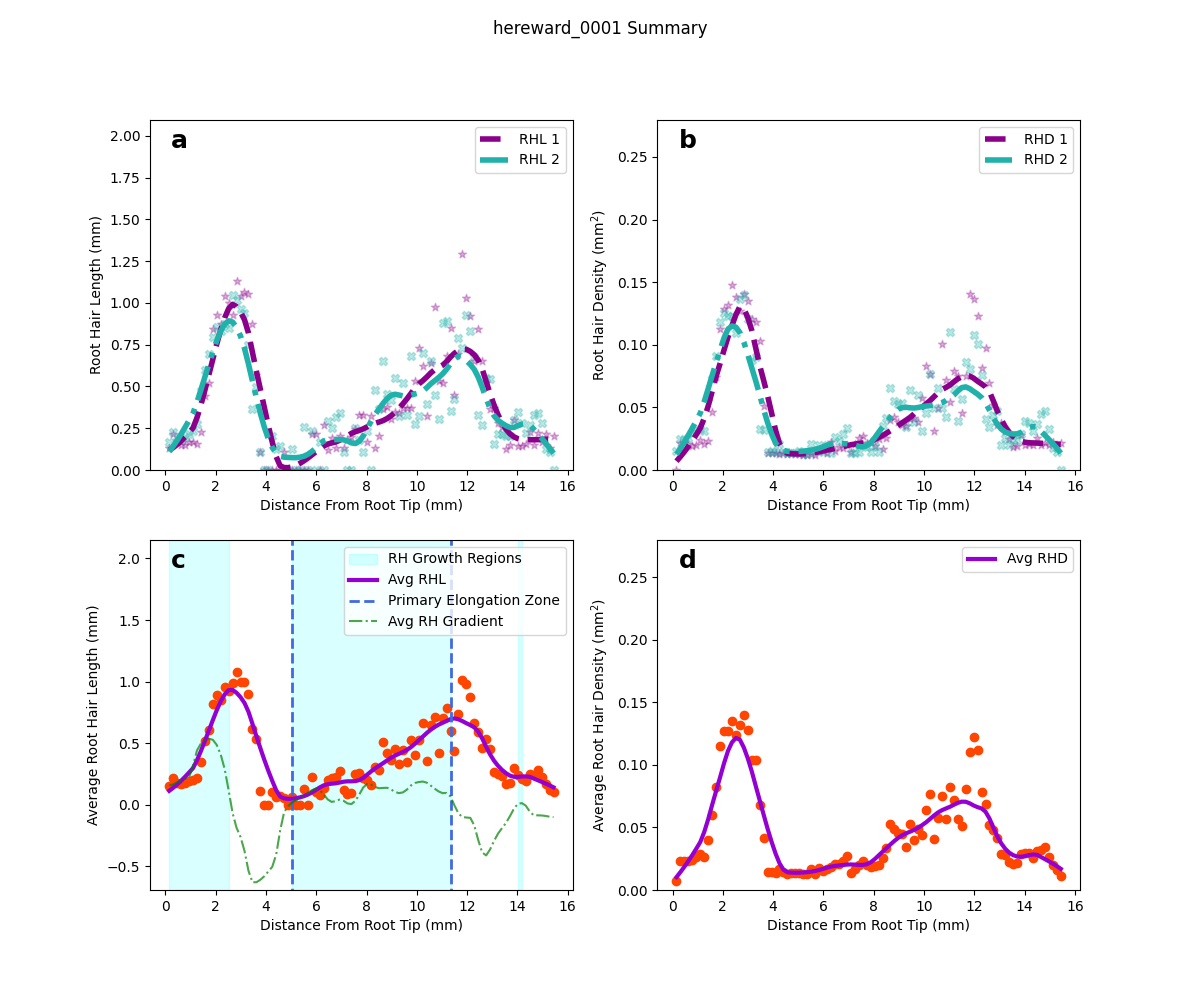 hereward_0001 Summary
a
RHL 1
RHL 2
2.00
1.75
1.50
1.25
1.00
0.75
0.50
0.25
0.00
Root Hair Length (mm)
0 2 4 6 8 10 12 14 16
Distance From Root Tip (mm)
b
RHD 1
RHD 2
0.25
0.20
0.15
0.10
0.05
0.00
Root Hair Density (mm²)
0 2 4 6 8 10 12 14 16
Distance From Root Tip (mm)
c
RH Growth Regions
Avg RHL
Primary Elongation Zone
Avg RH Gradient
2.0
1.5
1.0
0.5
0.0
−0.5
Average Root Hair Length (mm)
0 2 4 6 8 10 12 14 16
Distance From Root Tip (mm)
d
Avg RHD
0.25
0.20
0.15
0.10
0.05
0.00
Average Root Hair Density (mm²)
0 2 4 6 8 10 12 14 16
Distance From Root Tip (mm)